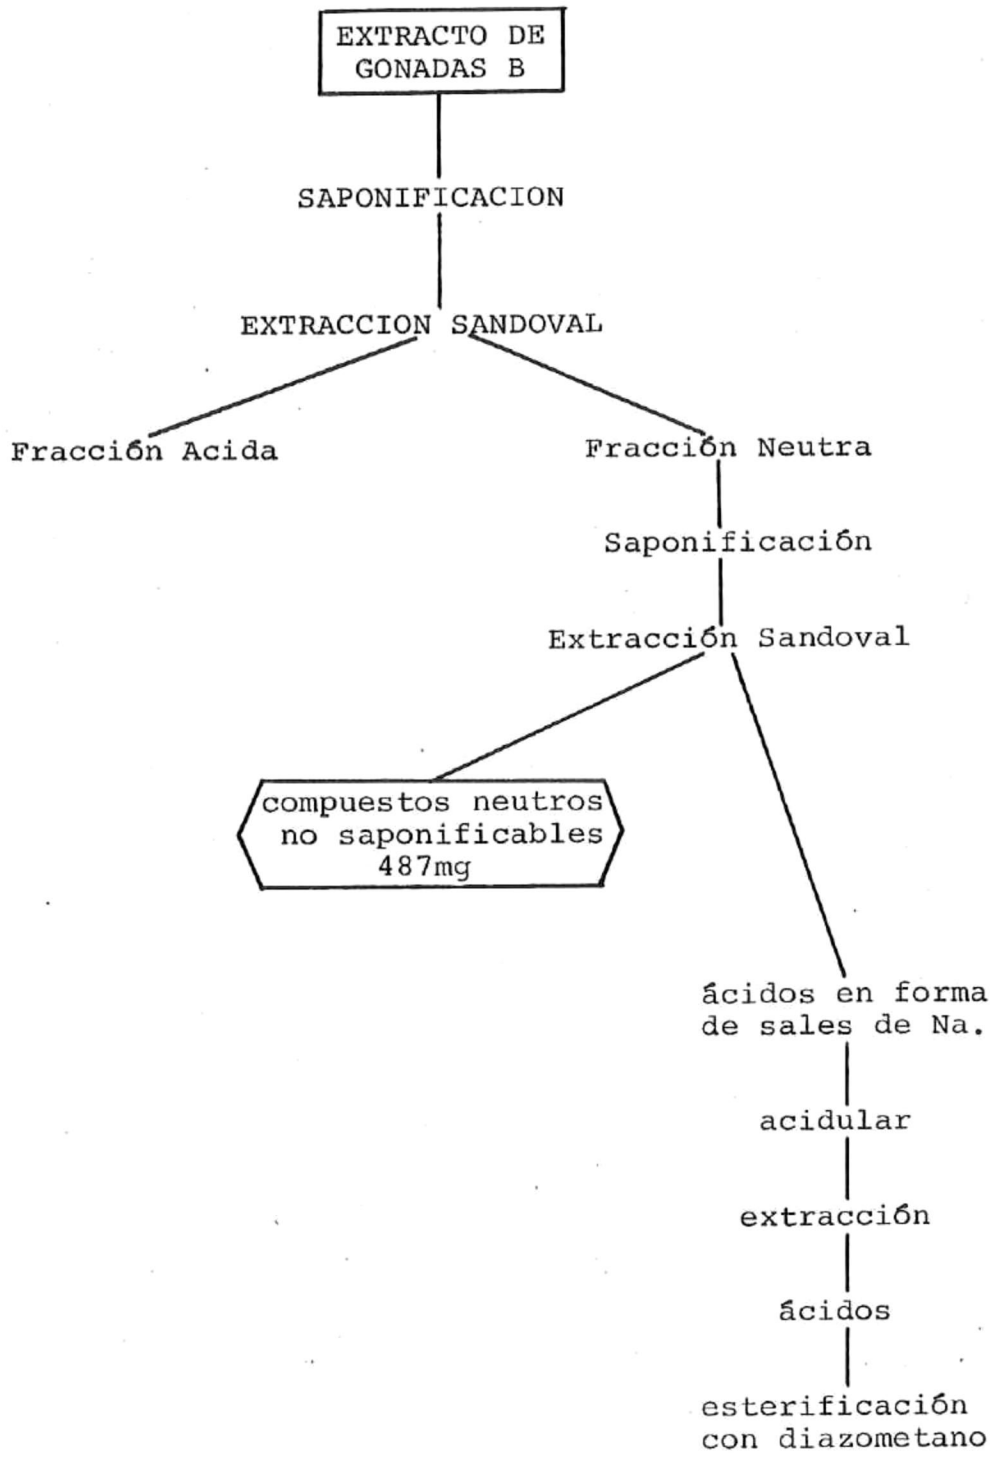 EXTRACTO DE
GONADAS B
SAPONIFICACION
EXTRACCION SANDOVAL
Fracción Acida
Fracción Neutra
Saponificación
Extracción Sandoval
compuestos neutros
no saponificables
487mg
ácidos en forma
de sales de Na.
acidular
extracción
ácidos
esterificación
con diazometano